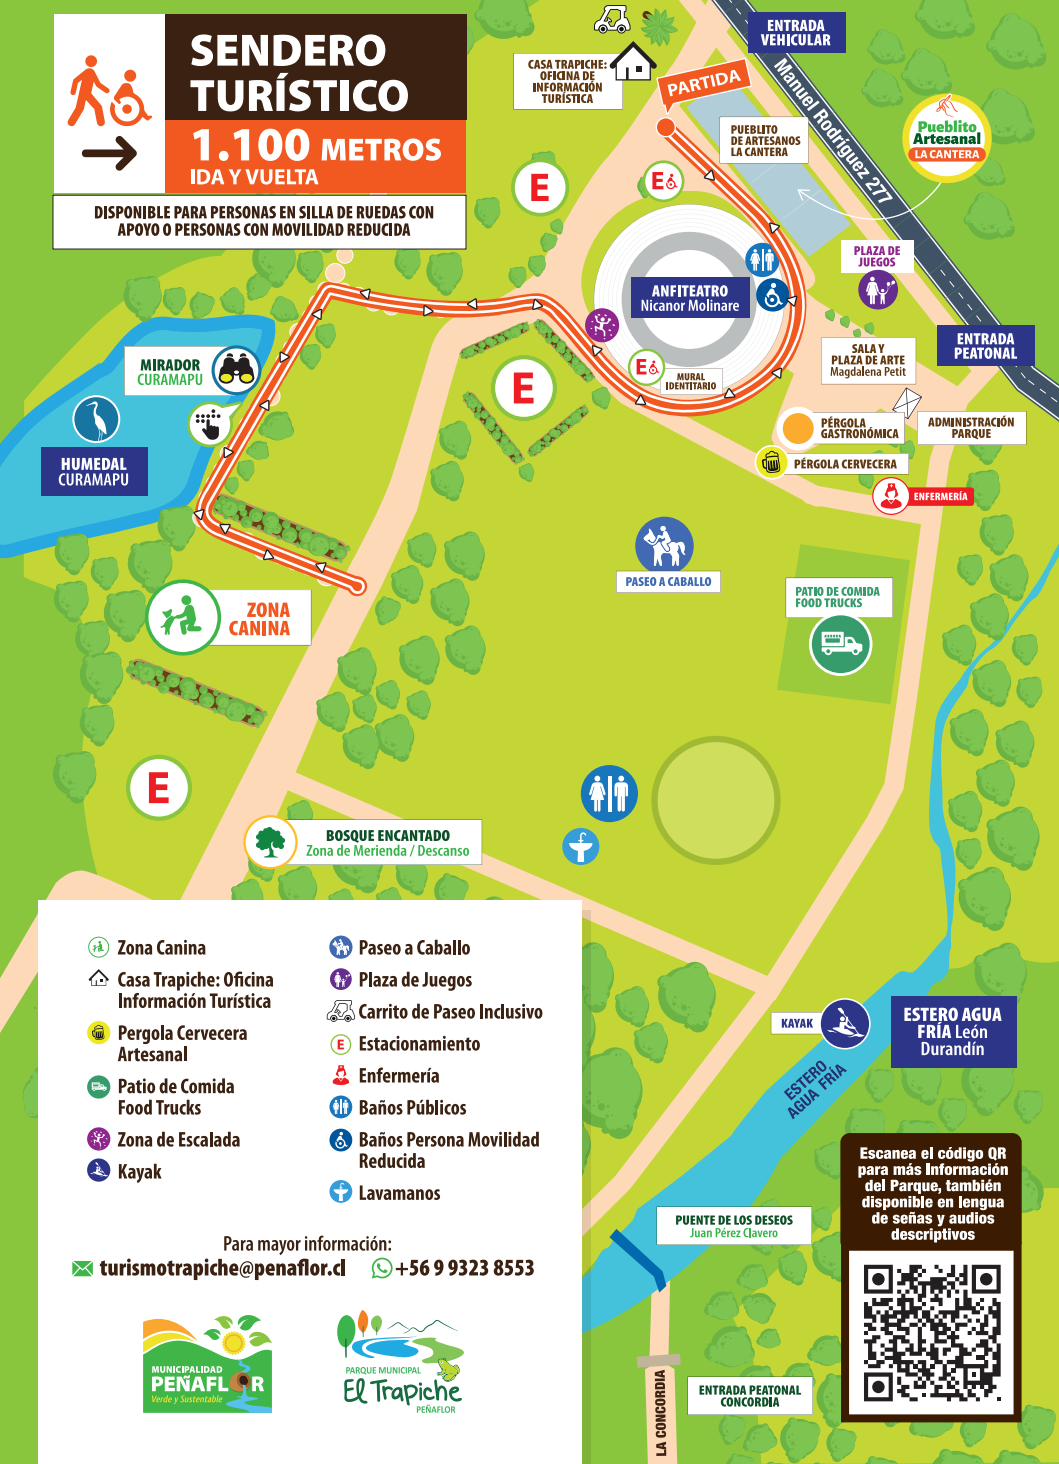 SENDERO
TURÍSTICO
1.100 METROS
IDA Y VUELTA
DISPONIBLE PARA PERSONAS EN SILLA DE RUEDAS CON
APOYO O PERSONAS CON MOVILIDAD REDUCIDA
CASA TRAPICHE:
OFICINA DE
INFORMACIÓN
TURÍSTICA
PARTIDA
ENTRADA
VEHICULAR
Manuel Rodríguez 277
PUEBLITO
DE ARTESANOS
LA CANTERA
Pueblito
Artesanal
LA CANTERA
E
E
PLAZA DE
JUEGOS
ANFITEATRO
Nicanor Molinare
ENTRADA
PEATONAL
SALA Y
PLAZA DE ARTE
Magdalena Petit
MIRADOR
CURAMAPU
E
E
MURAL
IDENTITARIO
PÉRGOLA
GASTRONÓMICA
ADMINISTRACIÓN
PARQUE
HUMEDAL
CURAMAPU
PÉRGOLA CERVECERA
ENFERMERÍA
PASEO A CABALLO
PATIO DE COMIDA
FOOD TRUCKS
ZONA
CANINA
E
BOSQUE ENCANTADO
Zona de Merienda / Descanso
Zona Canina
Casa Trapiche: Oficina
Información Turística
Pergola Cervecera
Artesanal
Patio de Comida
Food Trucks
Zona de Escalada
Kayak
Paseo a Caballo
Plaza de Juegos
Carrito de Paseo Inclusivo
E
Estacionamiento
Enfermería
Baños Públicos
Baños Persona Movilidad
Reducida
Lavamanos
Para mayor información:
turismotrapiche@penaflor.cl
+56 9 9323 8553
MUNICIPALIDAD
PEÑAFLOR
Verde y Sustentable
PARQUE MUNICIPAL
El Trapiche
PEÑAFLOR
KAYAK
ESTERO AGUA
FRÍA León
Durandín
ESTERO
AGUA FRÍA
Escanea el código QR
para más Información
del Parque, también
disponible en lengua
de señas y audios
descriptivos
PUENTE DE LOS DESEOS
Juan Pérez Clavero
ENTRADA PEATONAL
CONCORDIA
LA CONCORDIA